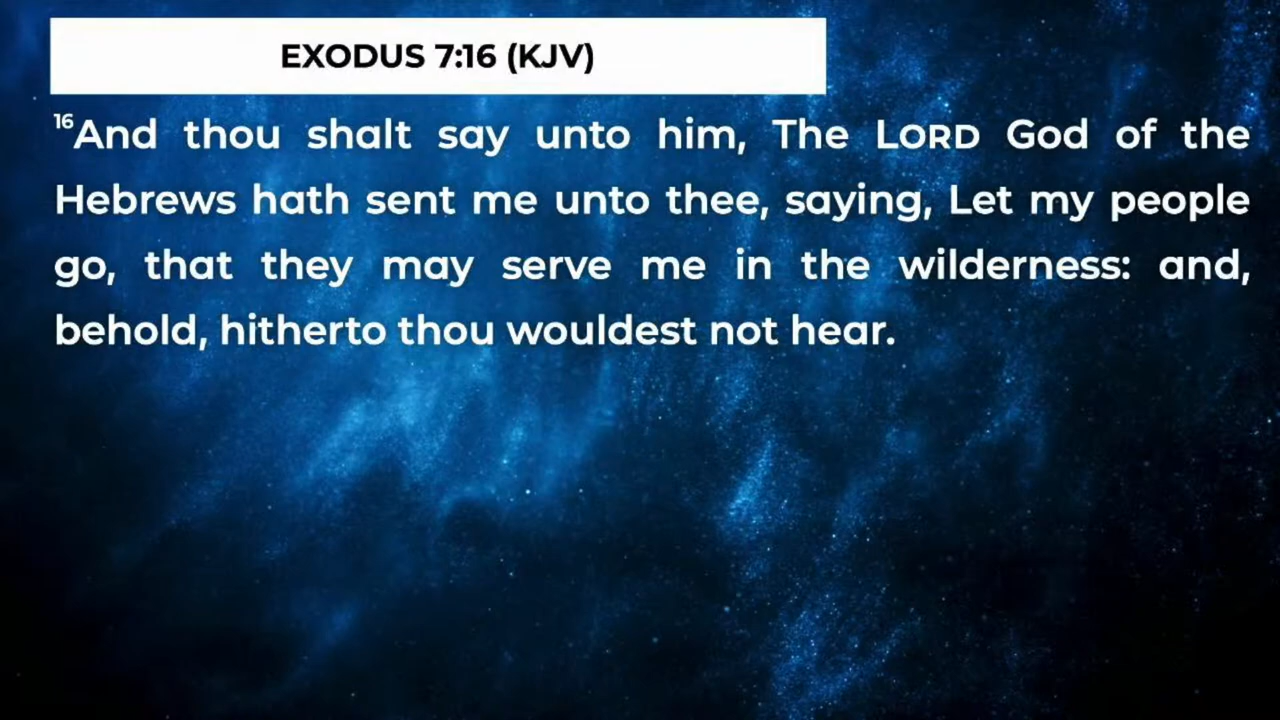 EXODUS 7:16 (KJV)
16And thou shalt say unto him, The LORD God of the
Hebrews hath sent me unto thee, saying, Let my people
go, that they may serve me in the wilderness: and,
behold, hitherto thou wouldest not hear.